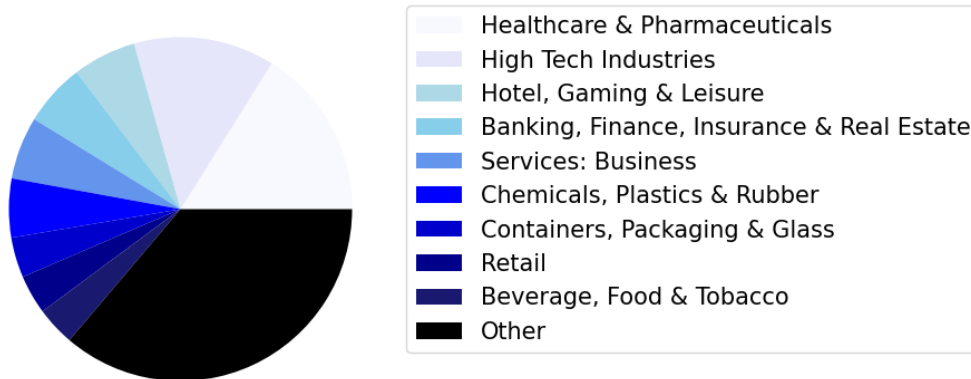 Healthcare & Pharmaceuticals
High Tech Industries
Hotel, Gaming & Leisure
Banking, Finance, Insurance & Real Estate
Services: Business
Chemicals, Plastics & Rubber
Containers, Packaging & Glass
Retail
Beverage, Food & Tobacco
Other